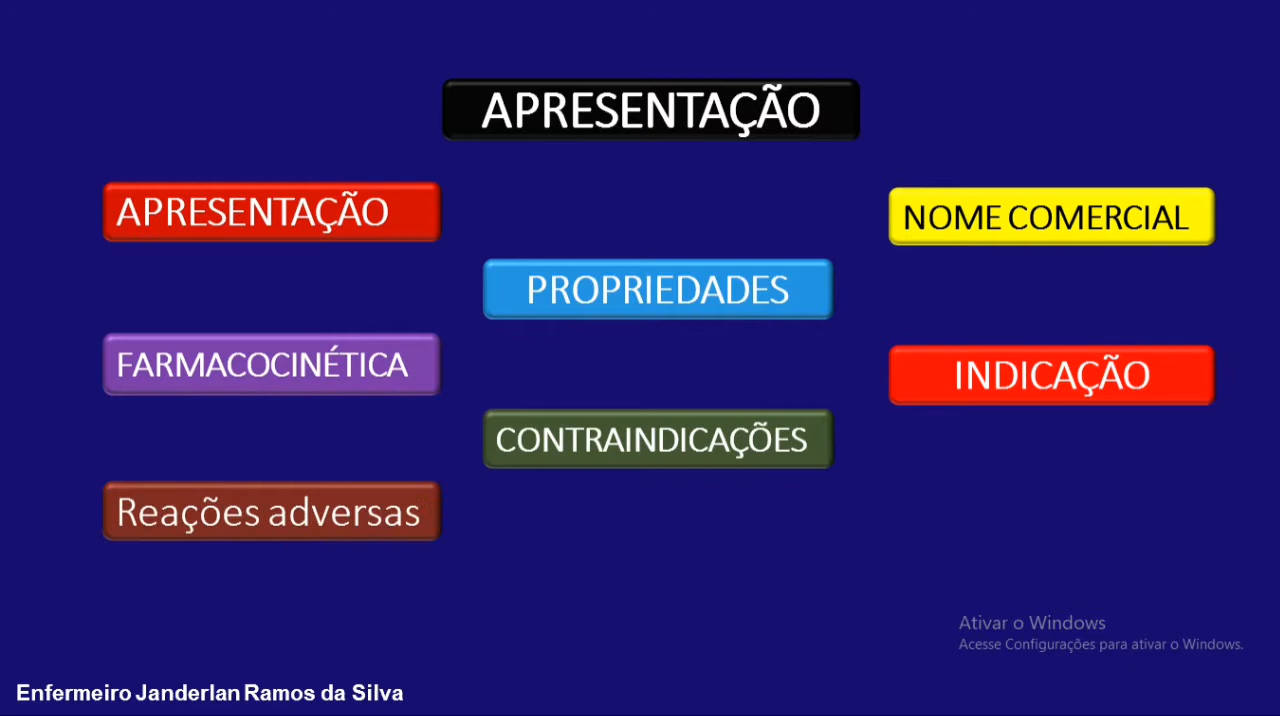 APRESENTAÇÃO
APRESENTAÇÃO
NOME COMERCIAL
PROPRIEDADES
FARMACOCINÉTICA
INDICAÇÃO
CONTRAINDICAÇÕES
Reações adversas
Ativar o Windows
Acesse Configurações para ativar o Windows.
Enfermeiro Janderlan Ramos da Silva